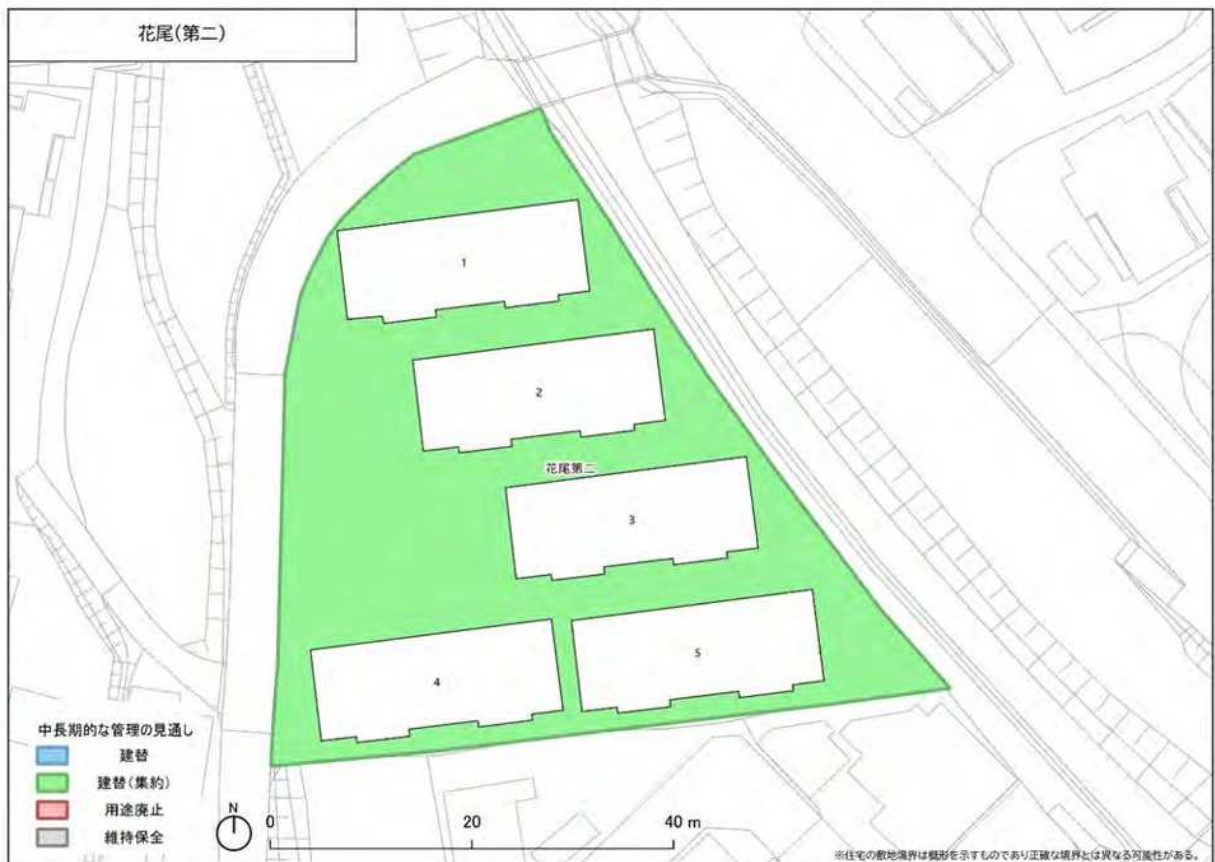 花尾(第二)
1
2
花尾第二
3
4
5
中長期的な管理の見通し
建替
建替(集約)
用途廃止
維持保全
N
0 20 40 m
※住宅の敷地境界は概形を示すものであり正確な境界とは異なる可能性がある。